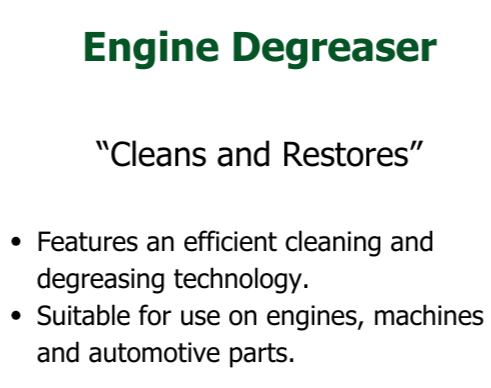 Engine Degreaser
“Cleans and Restores”
• Features an efficient cleaning and
degreasing technology.
• Suitable for use on engines, machines
and automotive parts.